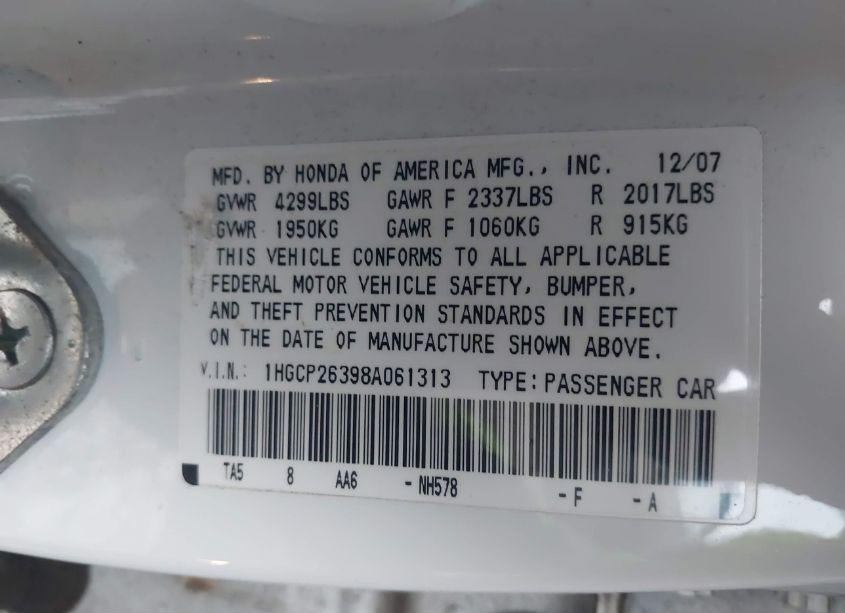 MFD. BY HONDA OF AMERICA MFG., INC. 12/07
GVWR 4299LBS GAWR F 2337LBS R 2017LBS
GVWR 1950KG GAWR F 1060KG R 915KG
THIS VEHICLE CONFORMS TO ALL APPLICABLE
FEDERAL MOTOR VEHICLE SAFETY, BUMPER,
AND THEFT PREVENTION STANDARDS IN EFFECT
ON THE DATE OF MANUFACTURE SHOWN ABOVE.
V.I.N.: 1HGCP26398A061313 TYPE: PASSENGER CAR
TA5 8 AA6 - NH578 - F - A